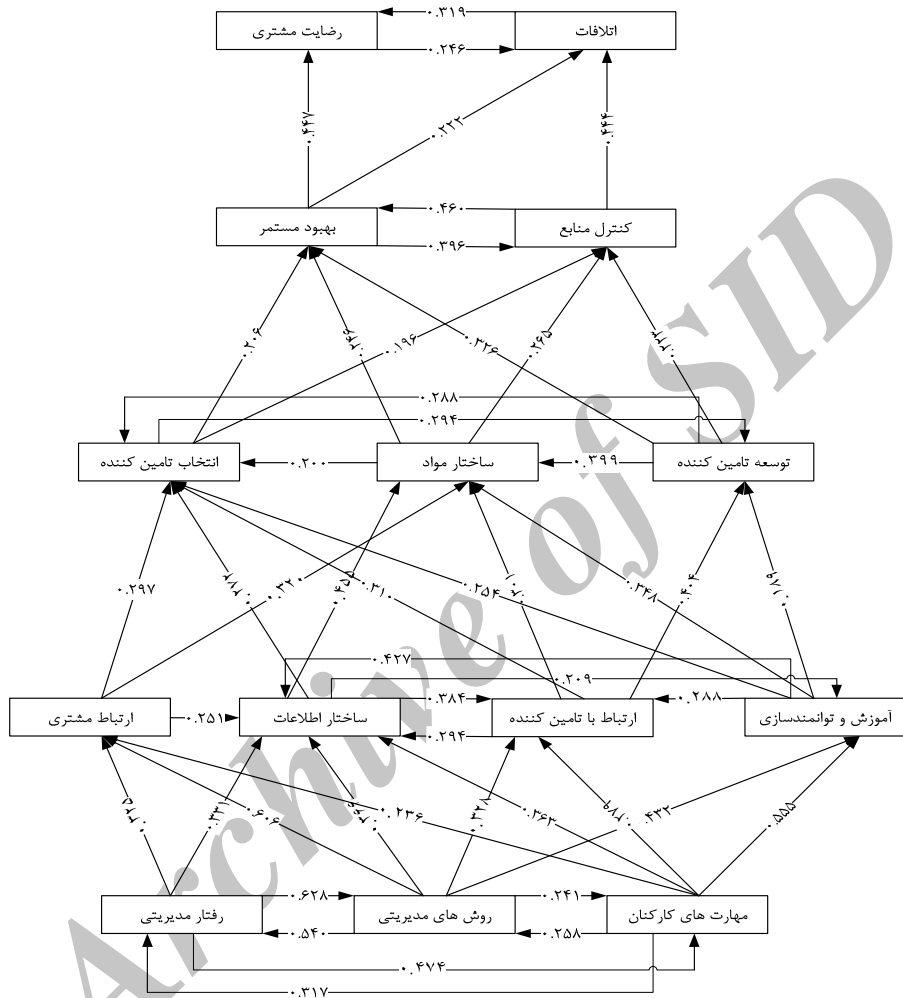 ۰.۳۱۹
رضایت مشتری
اتلافات
۰.۲۴۶
۰.۴۴۷
۰.۲۲۲
۰.۴۴۴
۰.۴۶۰
بهبود مستمر
کنترل منابع
۰.۳۹۶
۰.۲۰۶
۰.۱۹۶
۰.۲۶۵
۰.۳۲۶
۰.۲۸۸
۰.۲۹۴
انتخاب تامین کننده
۰.۲۰۰
ساختار مواد
۰.۳۹۹
توسعه تامین کننده
۰.۲۹۷
۰.۳۲۰
۰.۳۱۰
۰.۲۵۴
۰.۳۴۸
۰.۴۰۴
۰.۱۸۹
۰.۴۲۷
۰.۲۰۹
ارتباط مشتری
۰.۲۵۱
ساختار اطلاعات
۰.۳۸۴
۰.۲۹۴
ارتباط با تامین کننده
۰.۲۸۸
آموزش و توانمندسازی
۰.۳۳۱
۰.۶۰۶
۰.۲۳۶
۰.۳۲۸
۰.۳۶۳
۰.۴۳۲
۰.۵۵۵
رفتار مدیریتی
۰.۶۲۸
۰.۵۴۰
روش های مدیریتی
۰.۲۴۱
۰.۲۵۸
مهارت های کارکنان
۰.۴۷۴
۰.۳۱۷
Archive of SID